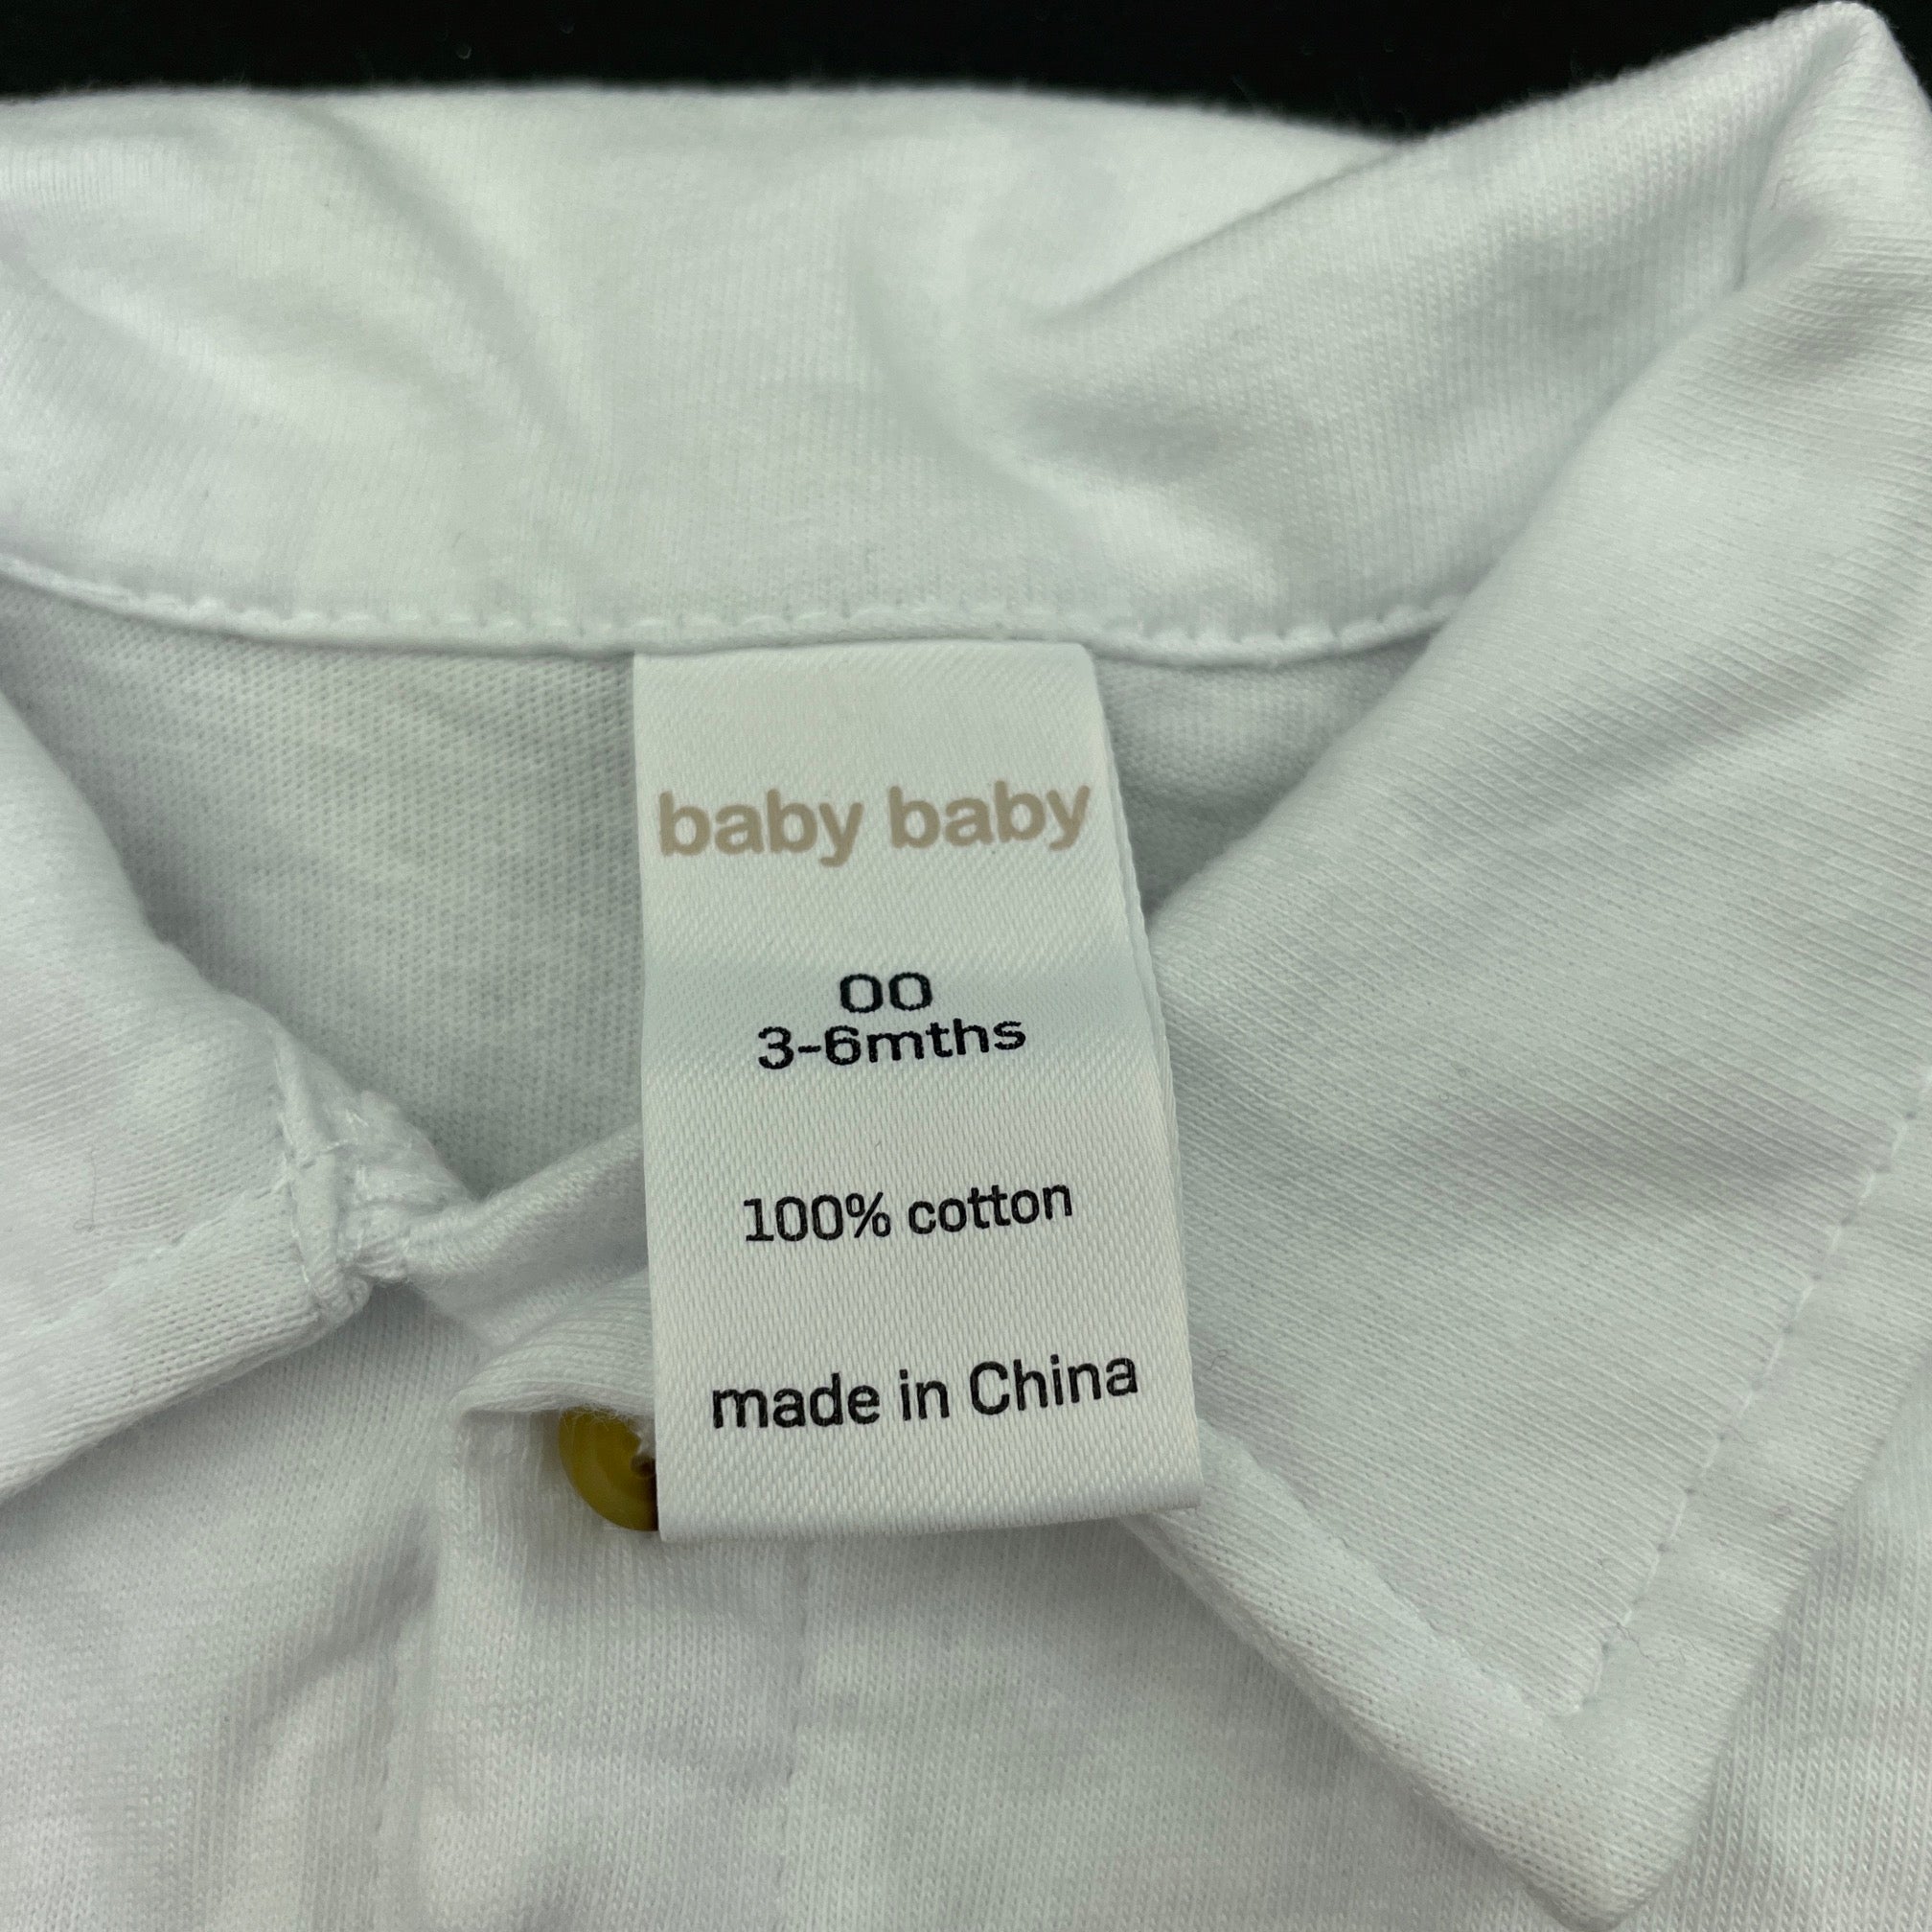 baby baby
00
3-6mths
100% cotton
made in China